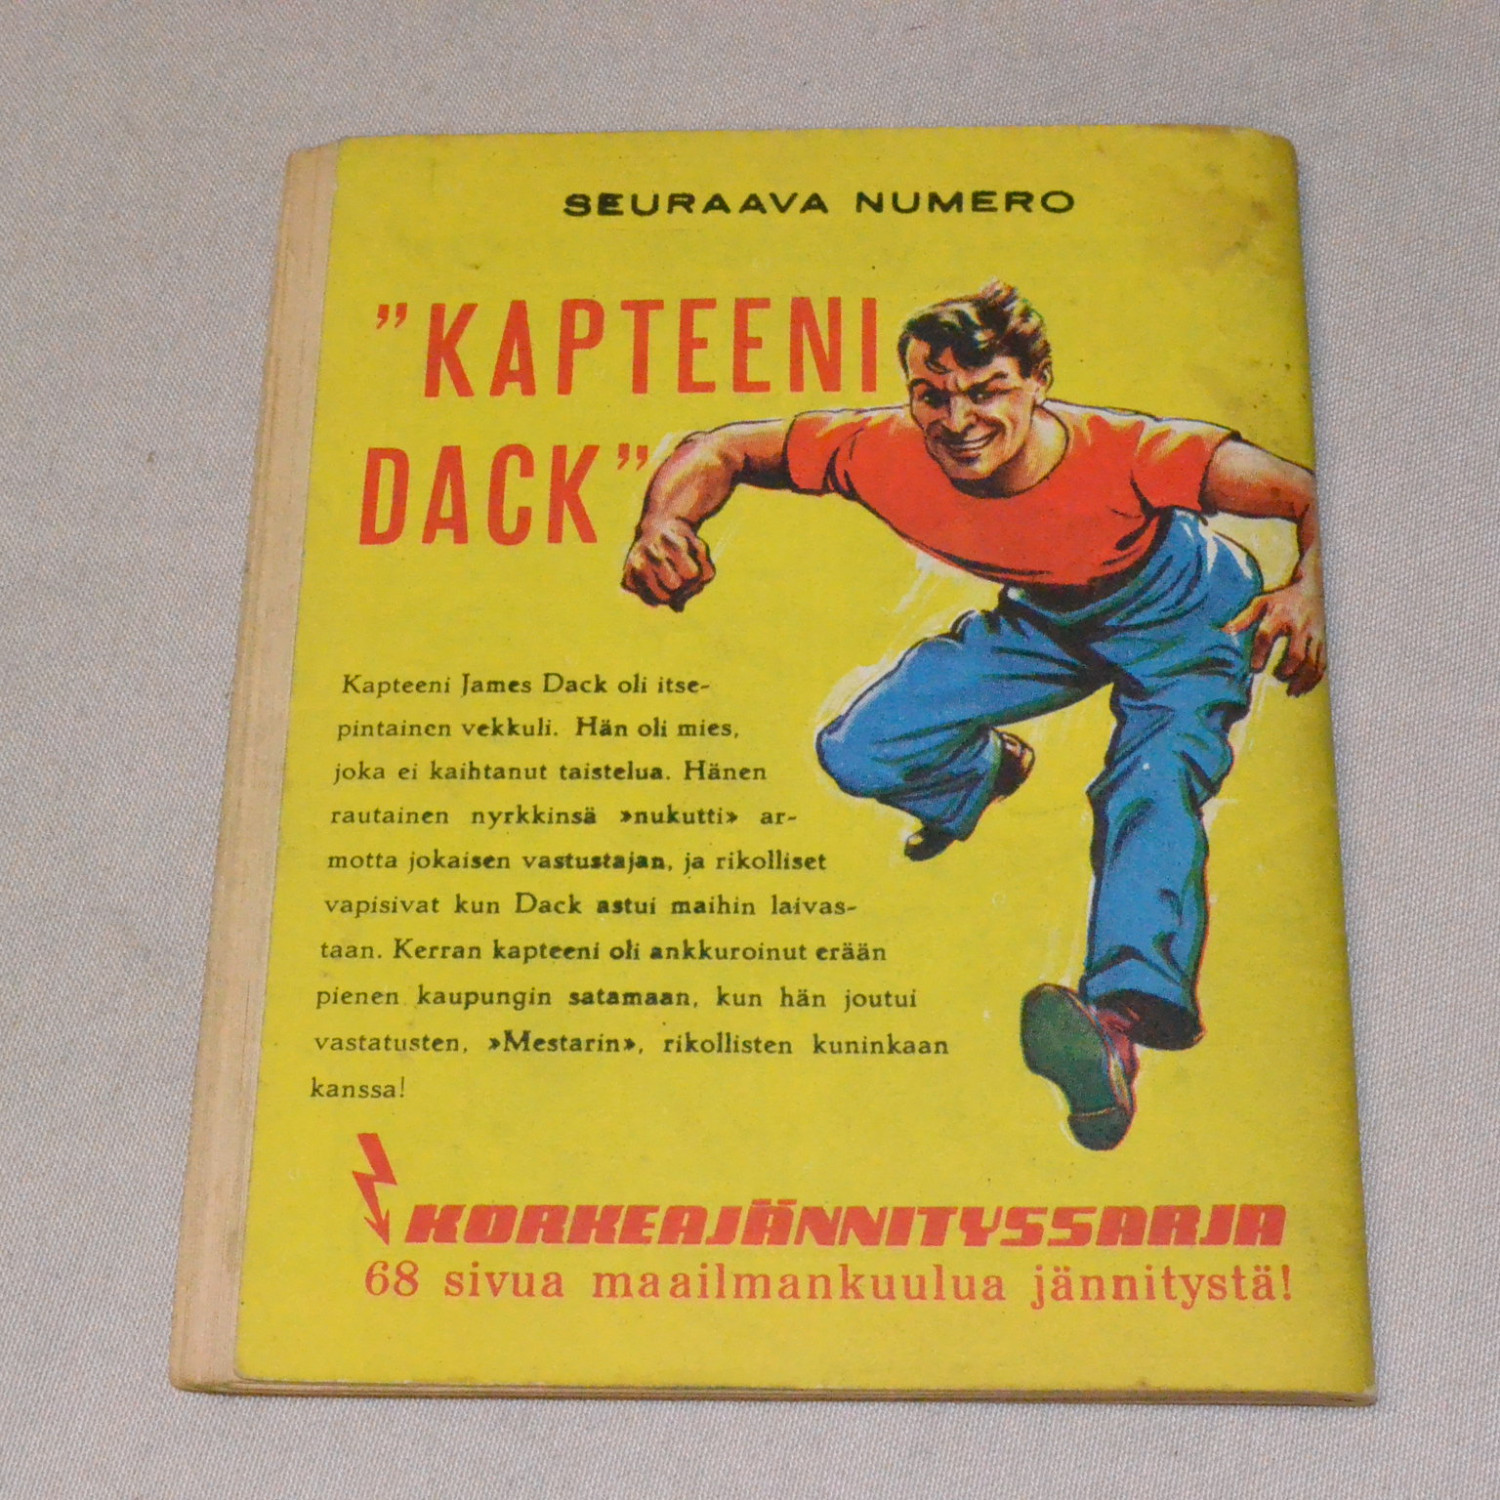 SEURAAVA NUMERO
”KAPTEENI
DACK”
Kapteeni James Dack oli itse-
pintainen vekkuli. Hän oli mies,
joka ei kaihtanut taistelua. Hänen
rautainen nyrkkinsä »nukutti» ar-
motta jokaisen vastustajan, ja rikolliset
vapisivat kun Dack astui maihin laivas-
taan. Kerran kapteeni oli ankkuroinut erään
pienen kaupungin satamaan, kun hän joutui
vastatusten, »Mestarin», rikollisten kuninkaan
kanssa!
KORKEAJÄNNITYSSARJA
68 sivua maailmankuulua jännitystä!